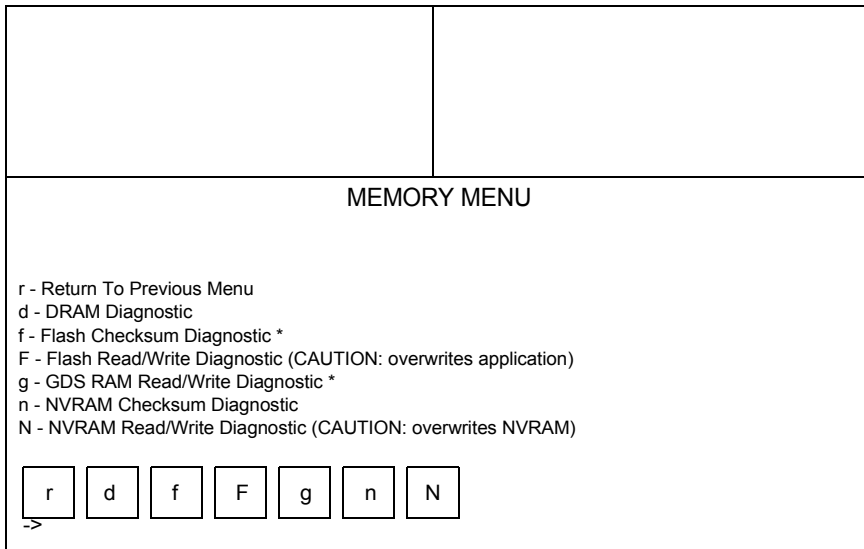 MEMORY MENU
r - Return To Previous Menu
d - DRAM Diagnostic
f - Flash Checksum Diagnostic *
F - Flash Read/Write Diagnostic (CAUTION: overwrites application)
g - GDS RAM Read/Write Diagnostic *
n - NVRAM Checksum Diagnostic
N - NVRAM Read/Write Diagnostic (CAUTION: overwrites NVRAM)
r d f F g n N
->